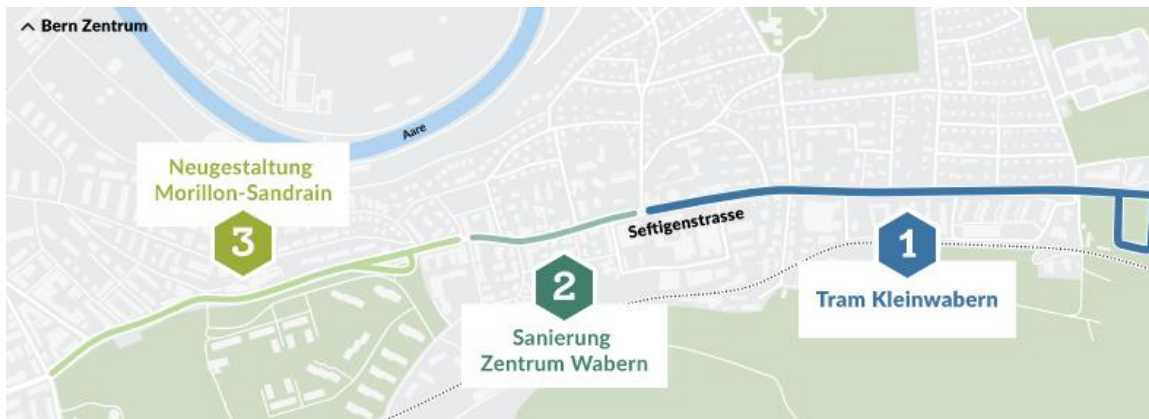 ^ Bern Zentrum
Aare
Neugestaltung
Morillon-Sandrain
3
Seftigenstrasse
2
Sanierung
Zentrum Wabern
1
Tram Kleinwabern